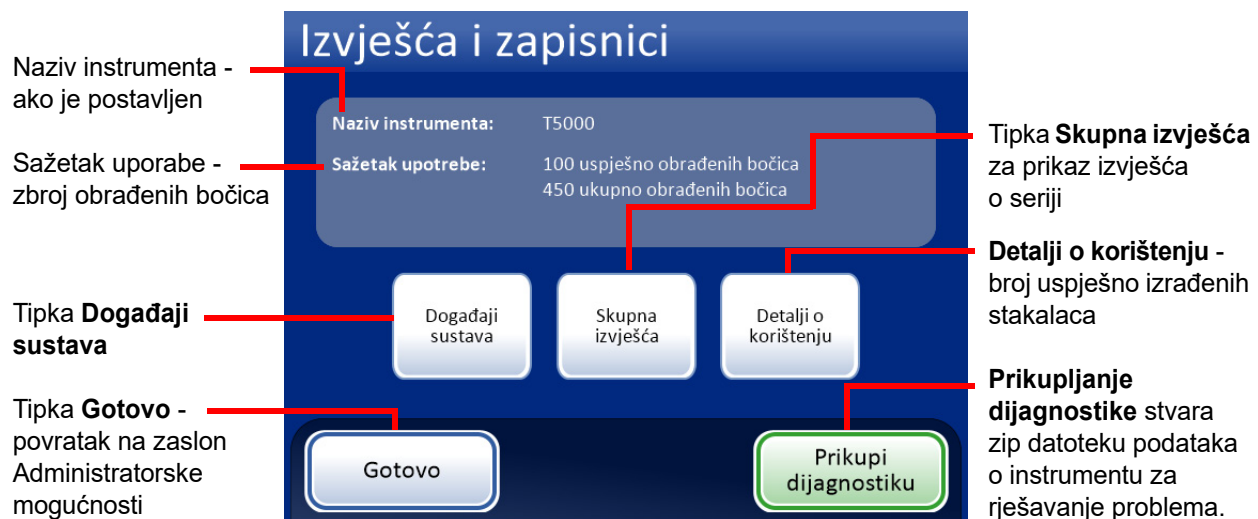 Izvješća i zapisnici
Naziv instrumenta -
ako je postavljen
Sažetak uporabe -
zbroj obrađenih bočica
Tipka Događaji
sustava
Tipka Gotovo -
povratak na zaslon
Administratorske
mogućnosti
Naziv instrumenta: T5000
Sažetak upotrebe: 100 uspješno obrađenih bočica
450 ukupno obrađenih bočica
Događaji
sustava
Skupna
izvješća
Detalji o
korištenju
Gotovo
Prikupi
dijagnostiku
Tipka Skupna izvješća
za prikaz izvješća
o seriji
Detalji o korištenju -
broj uspješno izrađenih
stakalaca
Prikupljanje
dijagnostike stvara
zip datoteku podataka
o instrumentu za
rješavanje problema.